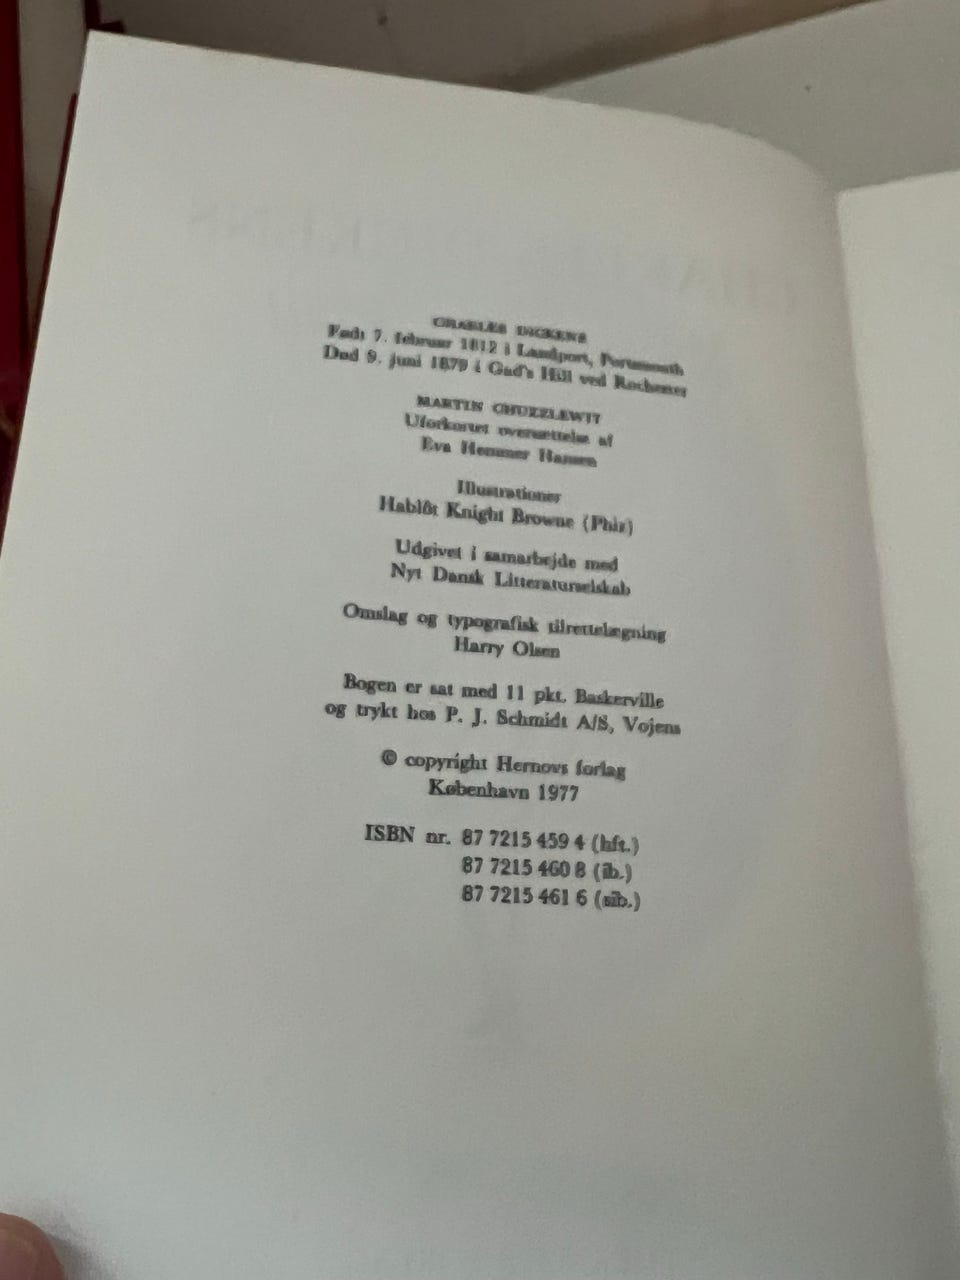 CHARLES DICKENS
Født 7. februar 1812 i Landport, Portsmouth
Død 9. juni 1870 i Gad's Hill ved Rochester
MARTIN CHUZZLEWIT
Uforkortet oversættelse af
Eva Hemmer Hansen
Illustrationer
Hablôt Knight Browne (Phiz)
Udgivet i samarbejde med
Nyt Dansk Litteraturselskab
Omslag og typografisk tilrettelægning
Harry Olsen
Bogen er sat med 11 pkt. Baskerville
og trykt hos P. J. Schmidt A/S, Vojens
© copyright Hernovs forlag
København 1977
ISBN nr. 87 7215 459 4 (hft.)
87 7215 460 8 (ib.)
87 7215 461 6 (sib.)